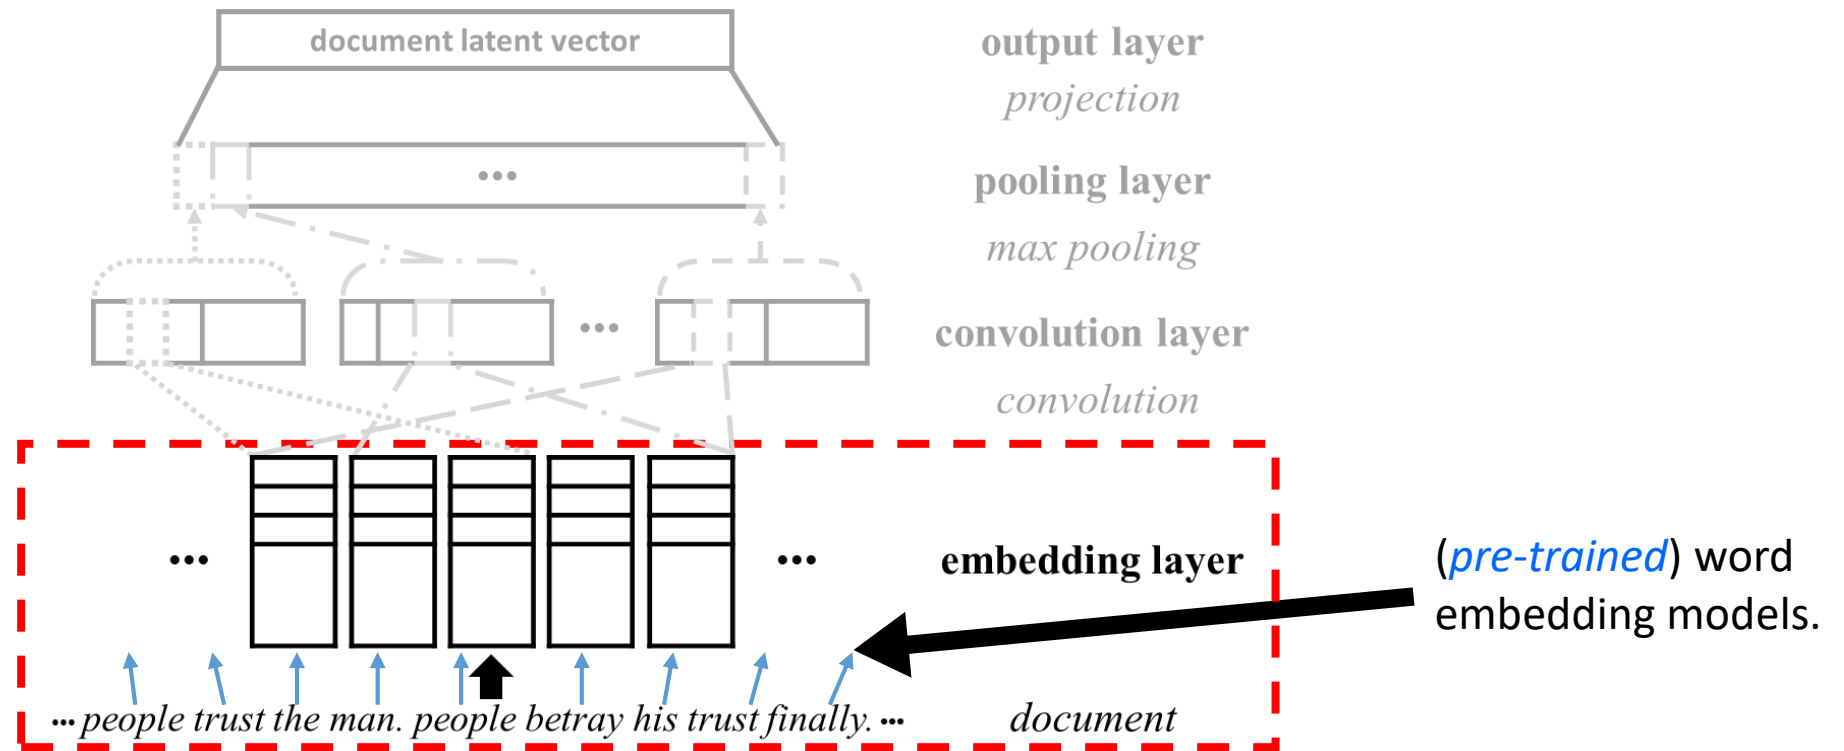 document latent vector
output layer
projection
...
pooling layer
max pooling
...
convolution layer
convolution
... ... embedding layer
(pre-trained) word
embedding models.
... people trust the man. people betray his trust finally. ... document